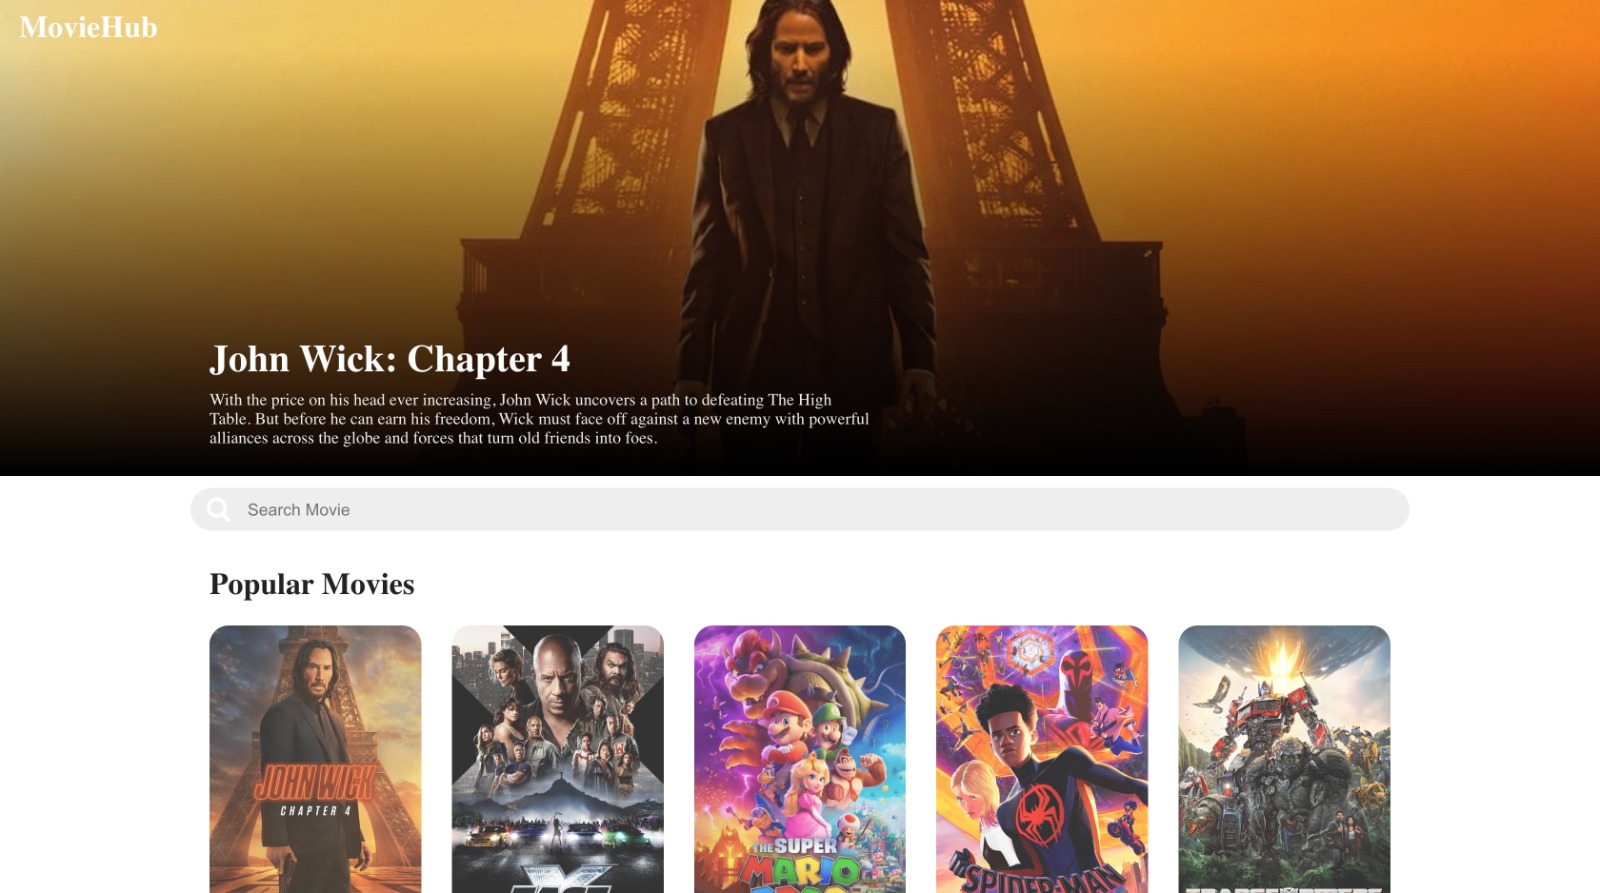 MovieHub
John Wick: Chapter 4
With the price on his head ever increasing, John Wick uncovers a path to defeating The High
Table. But before he can earn his freedom, Wick must face off against a new enemy with powerful
alliances across the globe and forces that turn old friends into foes.
Search Movie
Popular Movies
JOHN WICK
CHAPTER 4
THE SUPER
MARIO
SPIDER-MAN